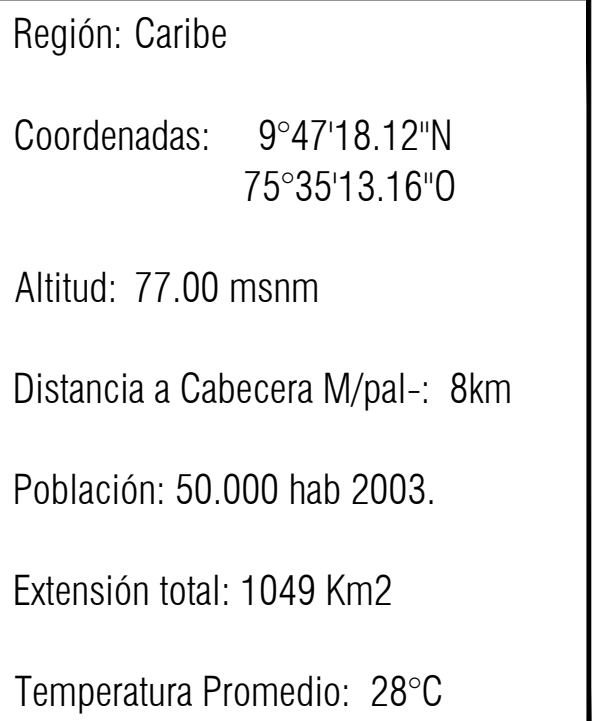 Región: Caribe
Coordenadas: 9°47'18.12"N
75°35'13.16"O
Altitud: 77.00 msnm
Distancia a Cabecera M/pal-: 8km
Población: 50.000 hab 2003.
Extensión total: 1049 Km2
Temperatura Promedio: 28°C